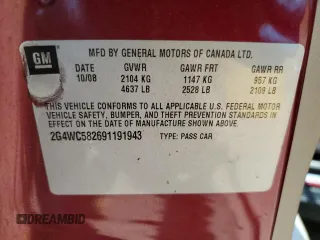 GM
MFD BY GENERAL MOTORS OF CANADA LTD.
DATE GVWR GAWR FRT GAWR RR
10/08 2104 KG 1147 KG 957 KG
4637 LB 2528 LB 2109 LB
THIS VEHICLE CONFORMS TO ALL APPLICABLE U.S. FEDERAL MOTOR
VEHICLE SAFETY, BUMPER, AND THEFT PREVENTION STANDARDS
IN EFFECT ON THE DATE OF MANUFACTURE SHOWN ABOVE.
2G4WC582691191943 TYPE: PASS CAR
DREAMBID